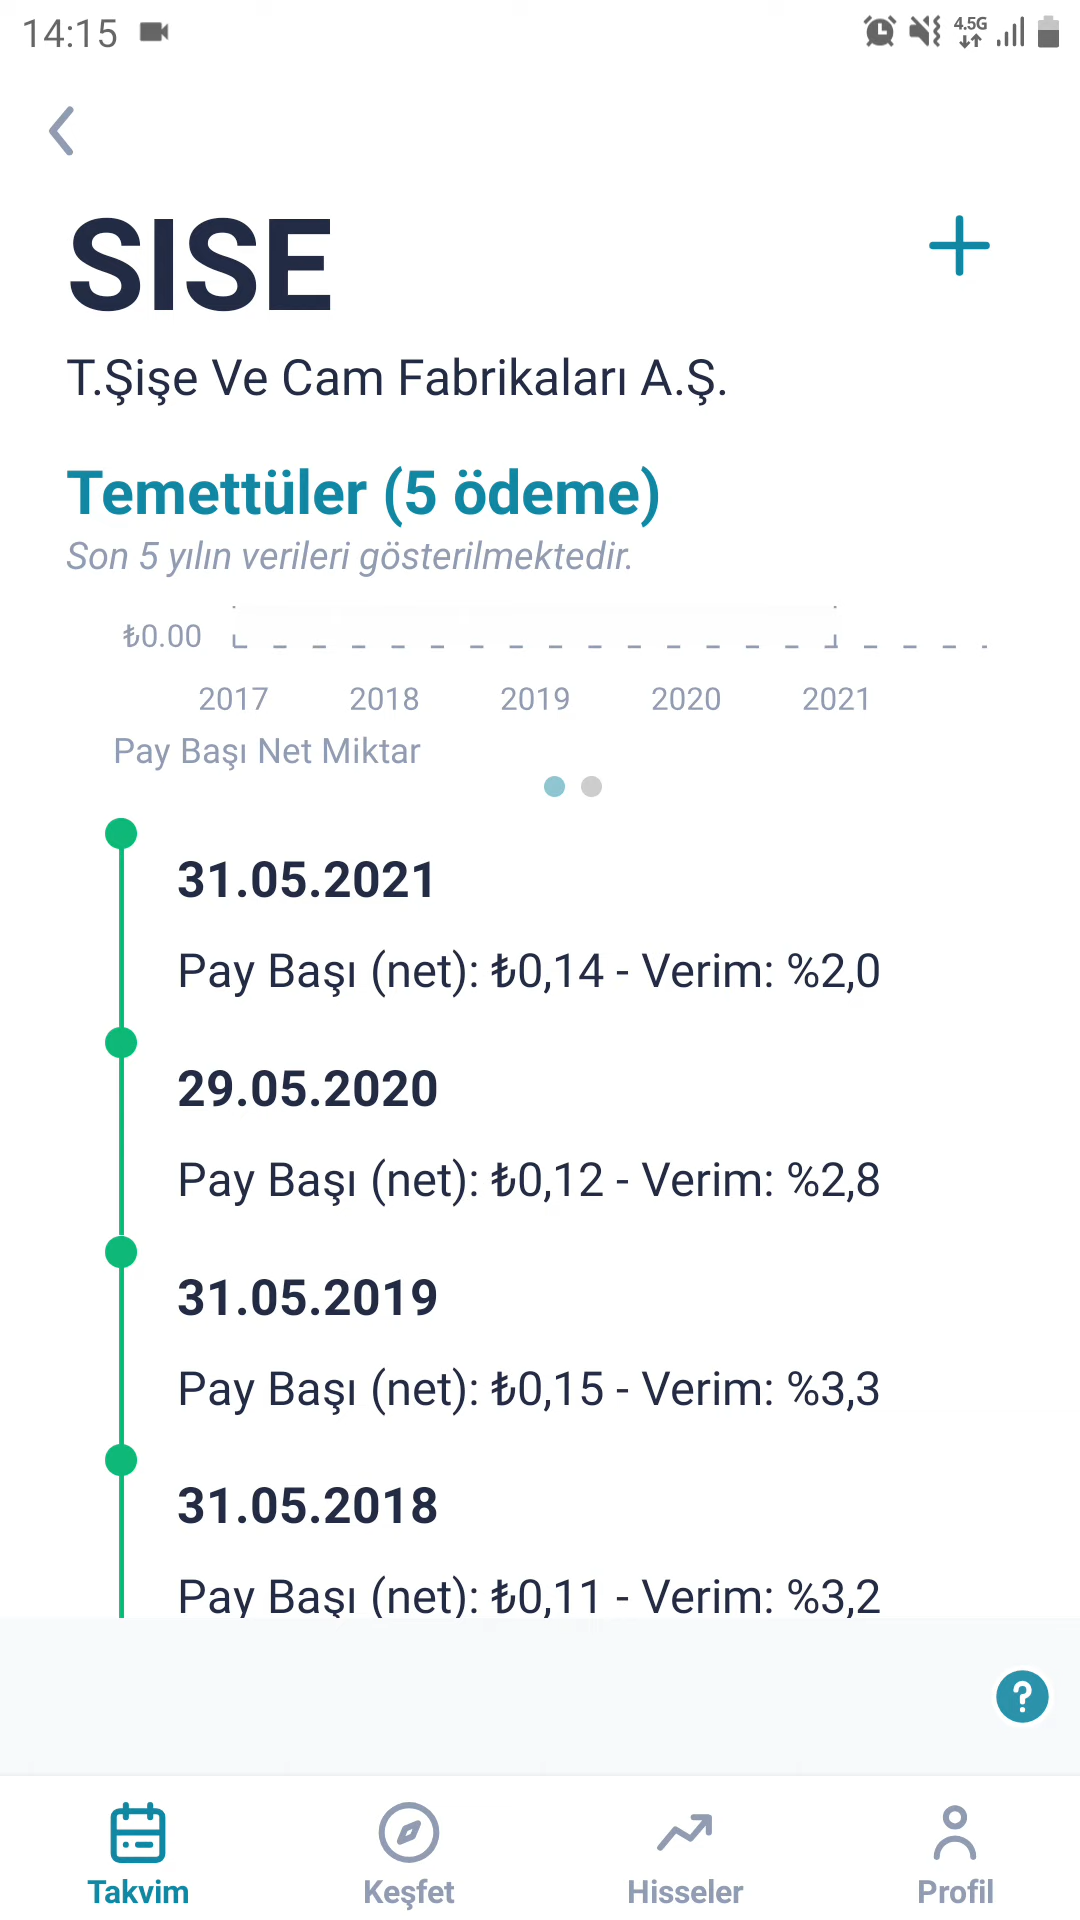 14:15
4.5G
SISE
T.Şişe Ve Cam Fabrikaları A.Ş.
Temettüler (5 ödeme)
Son 5 yılın verileri gösterilmektedir.
₺0.00
2017 2018 2019 2020 2021
Pay Başı Net Miktar
31.05.2021
Pay Başı (net): ₺0,14 - Verim: %2,0
29.05.2020
Pay Başı (net): ₺0,12 - Verim: %2,8
31.05.2019
Pay Başı (net): ₺0,15 - Verim: %3,3
31.05.2018
Pay Başı (net): ₺0,11 - Verim: %3,2
?
Takvim Keşfet Hisseler Profil